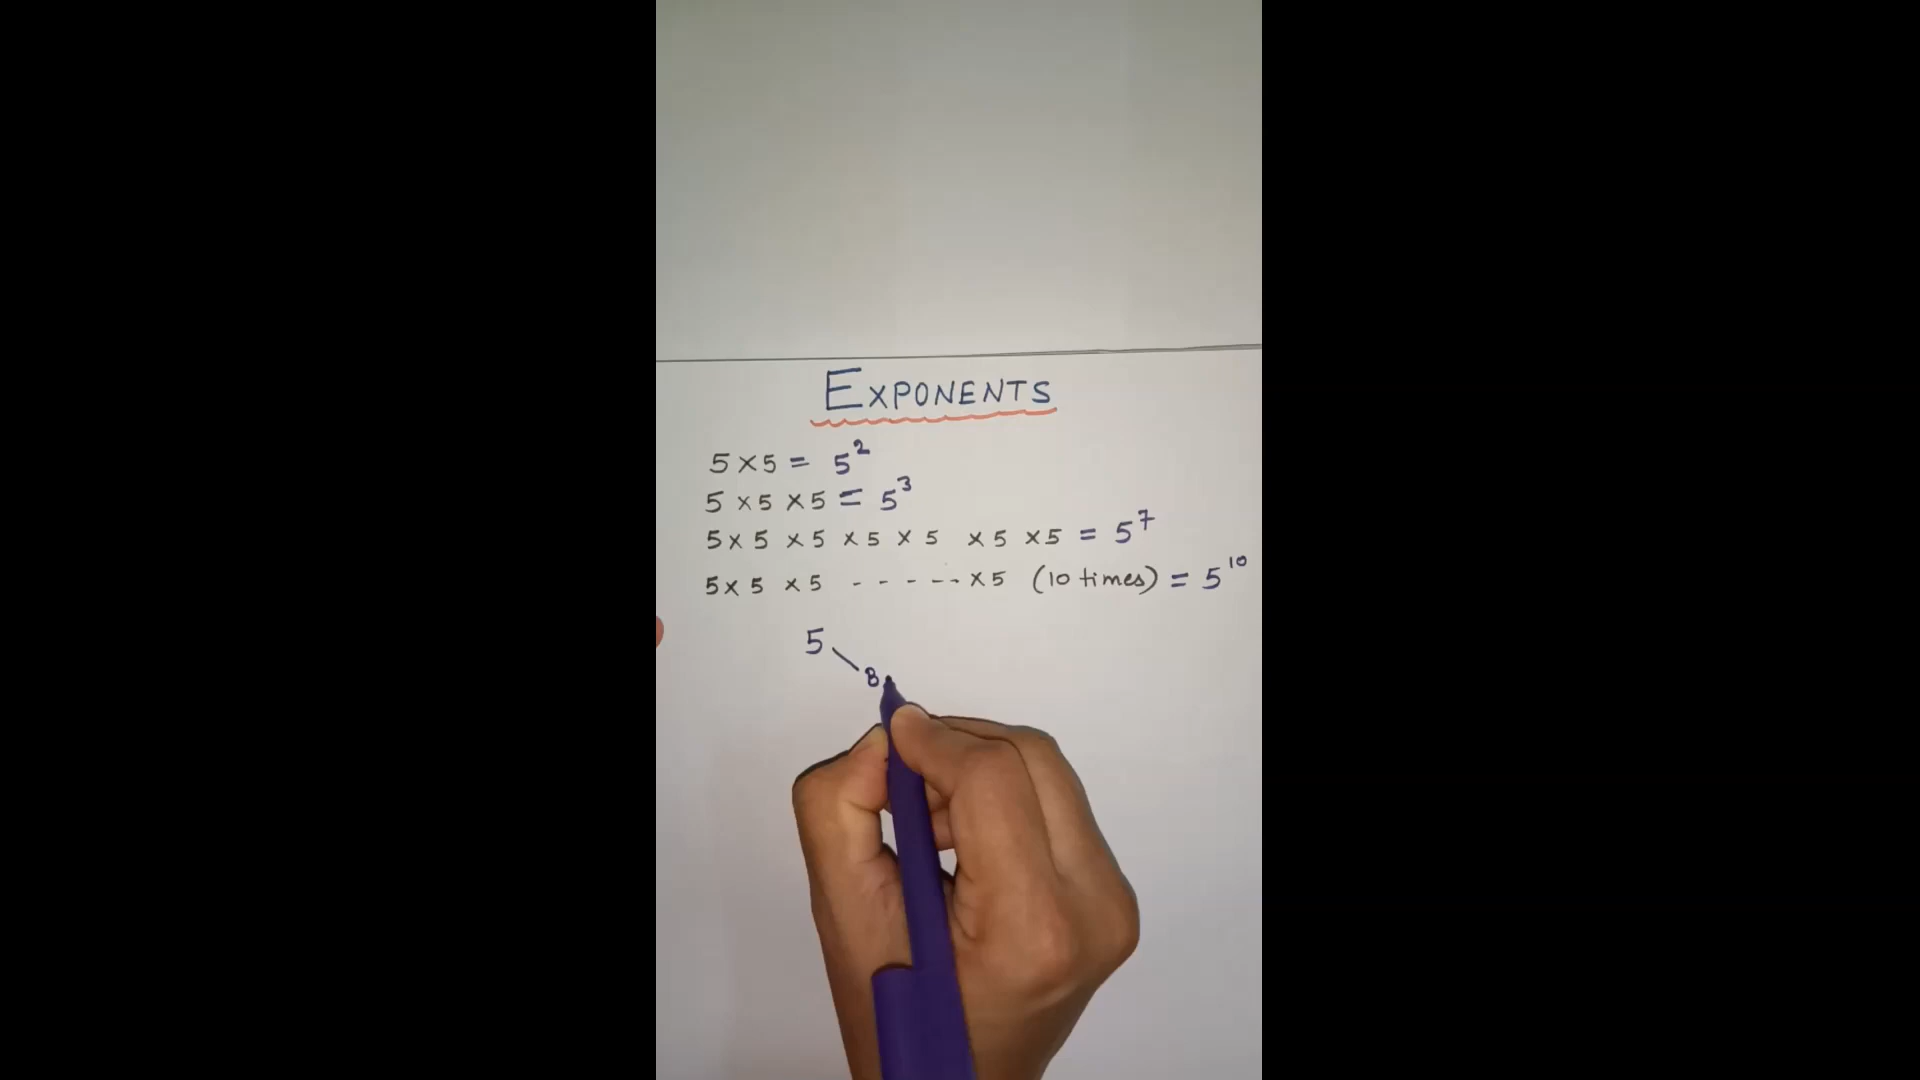 EXPONENTS
5 × 5 = 5²
5 × 5 × 5 = 5³
5 × 5 × 5 × 5 × 5 × 5 × 5 = 5⁷
5 × 5 × 5 - - - - - × 5 (10 times) = 5¹⁰
5